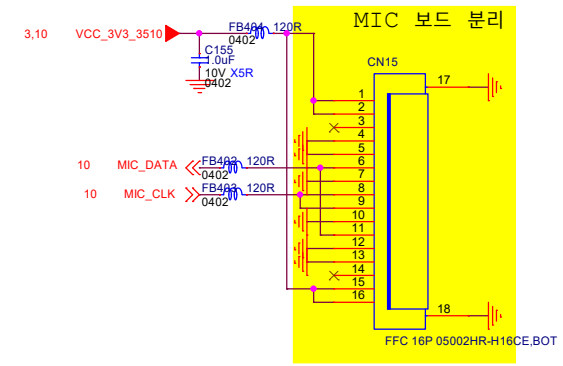 MIC 보드 분리
3,10 VCC_3V3_3510
FB404 120R
0402
C155
1.0uF
10V X5R
0402
CN15
17
1
2
3
4
5
10 MIC_DATA FB402 120R
0402
6
7
10 MIC_CLK FB403 120R
0402
8
9
10
11
12
13
14
15
16
18
FFC 16P 05002HR-H16CE,BOT